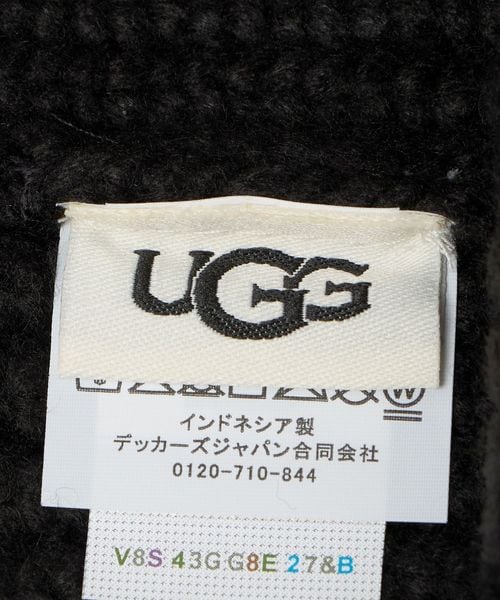 UGG
W
インドネシア製
デッカーズジャパン合同会社
0120-710-844
V8S 43G G8E 27&B